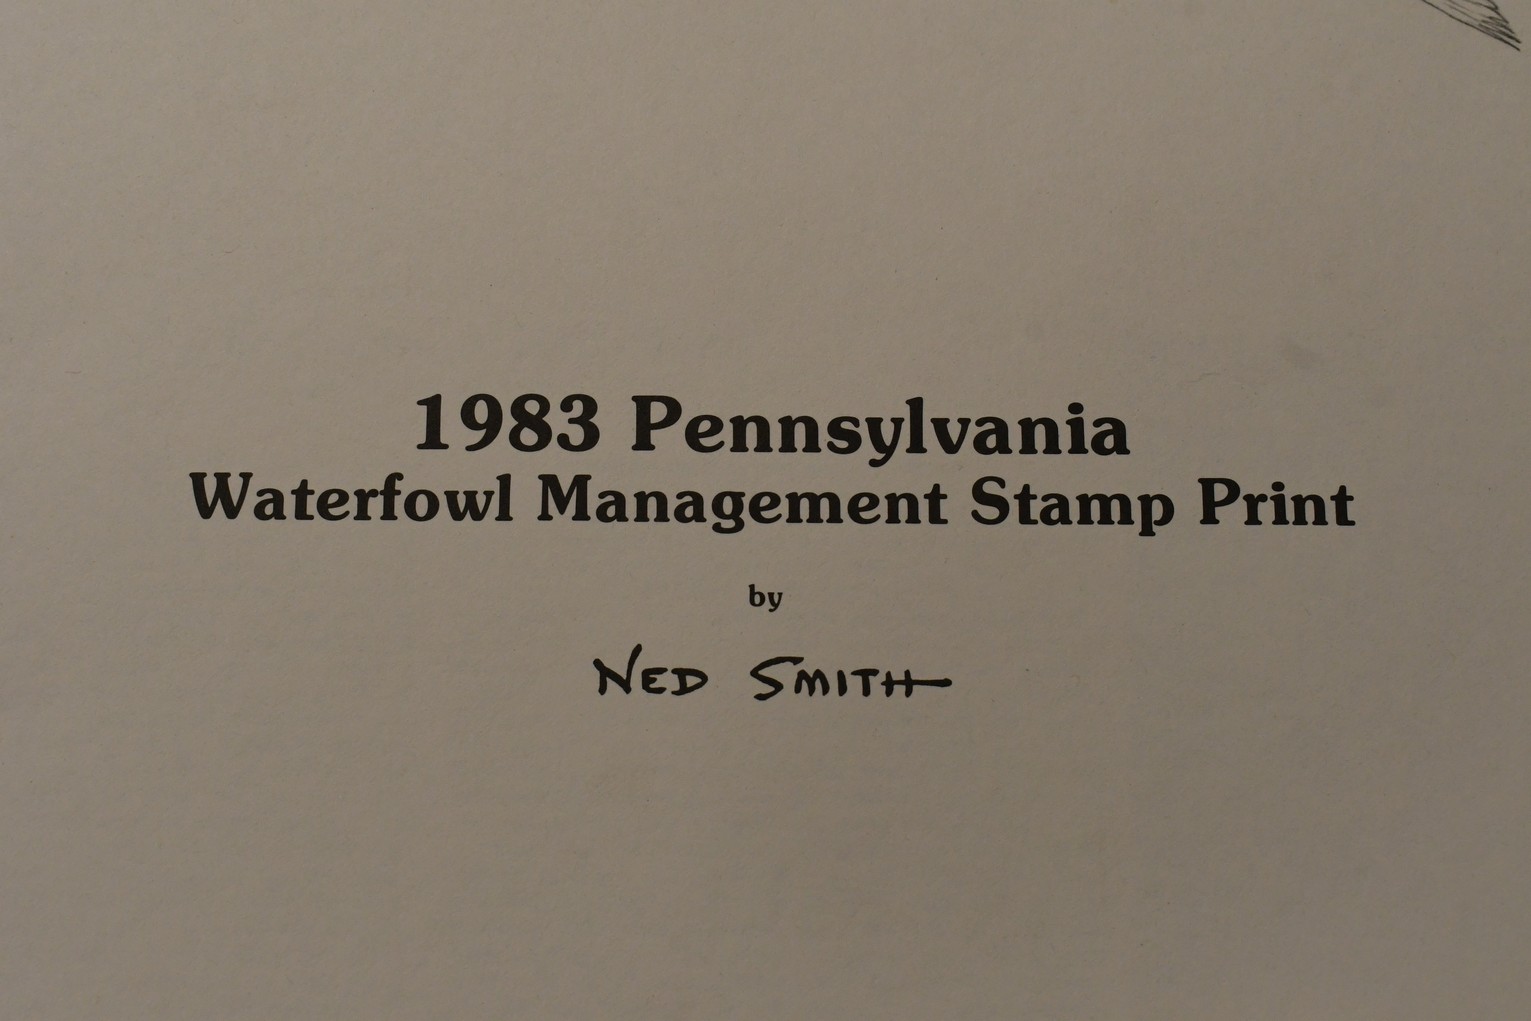 1983 Pennsylvania
Waterfowl Management Stamp Print
by
NED SMITH